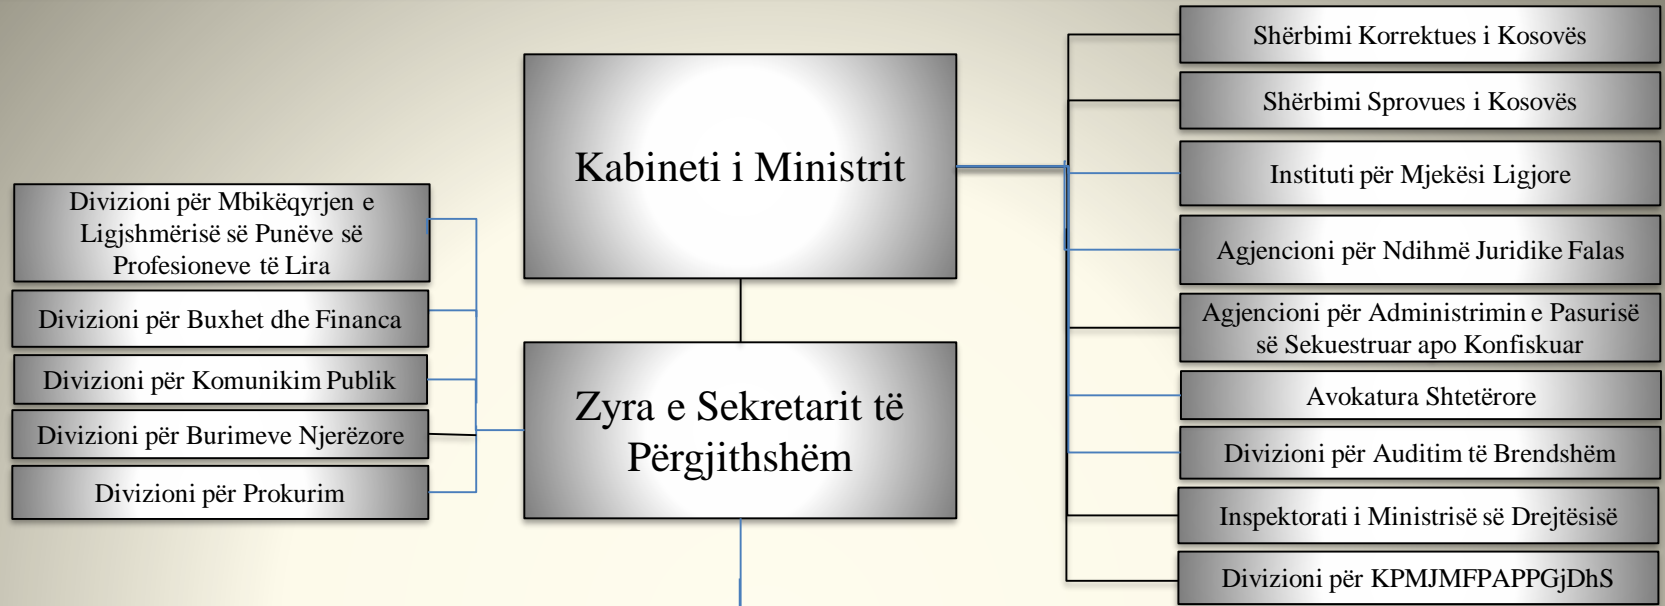 Kabineti i Ministrit
Zyra e Sekretarit të
Përgjithshëm
Divizioni për Mbikëqyrjen e
Ligjshmërisë së Punëve së
Profesioneve të Lira
Divizioni për Buxhet dhe Financa
Divizioni për Komunikim Publik
Divizioni për Burimeve Njerëzore
Divizioni për Prokurim
Shërbimi Korrektues i Kosovës
Shërbimi Sprovues i Kosovës
Instituti për Mjekësi Ligjore
Agjencioni për Ndihmë Juridike Falas
Agjencioni për Administrimin e Pasurisë
së Sekuestruar apo Konfiskuar
Avokatura Shtetërore
Divizioni për Auditim të Brendshëm
Inspektorati i Ministrisë së Drejtësisë
Divizioni për KPMJMFPAPPGjDhS